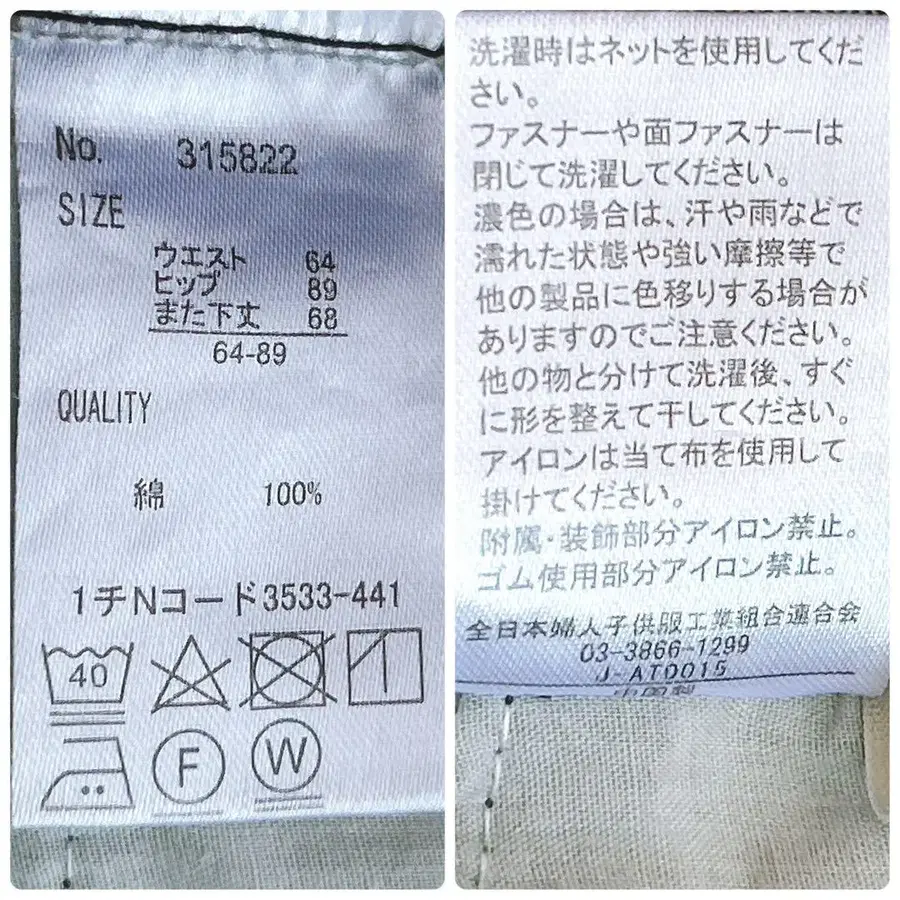 No. 315822
SIZE
ウエスト 64
ヒップ 89
また下丈 68
64-89
QUALITY
綿 100%
1チNコード3533-441
40
F
W
洗濯時はネットを使用してくだ
さい。
ファスナーや面ファスナーは
閉じて洗濯してください。
濃色の場合は、汗や雨などで
濡れた状態や強い摩擦等で
他の製品に色移りする場合が
ありますのでご注意ください。
他の物と分けて洗濯後、すぐ
に形を整えて干してください。
アイロンは当て布を使用して
掛けてください。
附属・装飾部分アイロン禁止。
ゴム使用部分アイロン禁止。
全日本婦人子供服工業組合連合会
03-3866-1299
J-AT0015
中国製